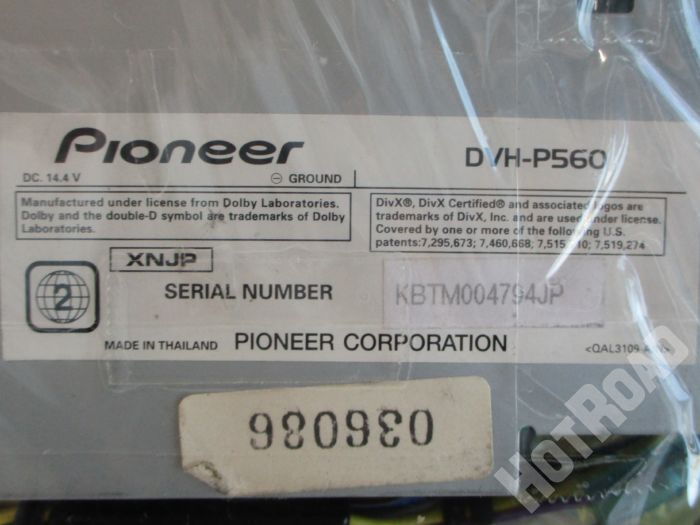 Pioneer
DVH-P560
DC. 14.4 V
⊖ GROUND
Manufactured under license from Dolby Laboratories.
Dolby and the double-D symbol are trademarks of Dolby
Laboratories.
DivX®, DivX Certified® and associated logos are
trademarks of DivX, Inc. and are used under license.
Covered by one or more of the following U.S.
patents:7,295,673; 7,460,668; 7,519,274
XNJP
2
SERIAL NUMBER
KBTM004794JP
MADE IN THAILAND
PIONEER CORPORATION
036086
HOTROAD